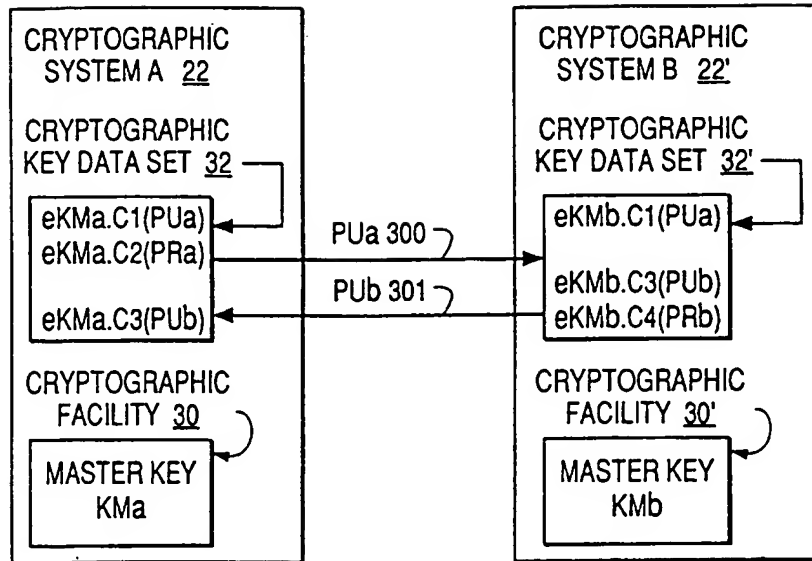 CRYPTOGRAPHIC
SYSTEM A 22
CRYPTOGRAPHIC
KEY DATA SET 32
eKMa.C1(PUa)
eKMa.C2(PRa)
eKMa.C3(PUb)
CRYPTOGRAPHIC
FACILITY 30
MASTER KEY
KMa
PUa 300
PUb 301
CRYPTOGRAPHIC
SYSTEM B 22'
CRYPTOGRAPHIC
KEY DATA SET 32'
eKMb.C1(PUa)
eKMb.C3(PUb)
eKMb.C4(PRb)
CRYPTOGRAPHIC
FACILITY 30'
MASTER KEY
KMb